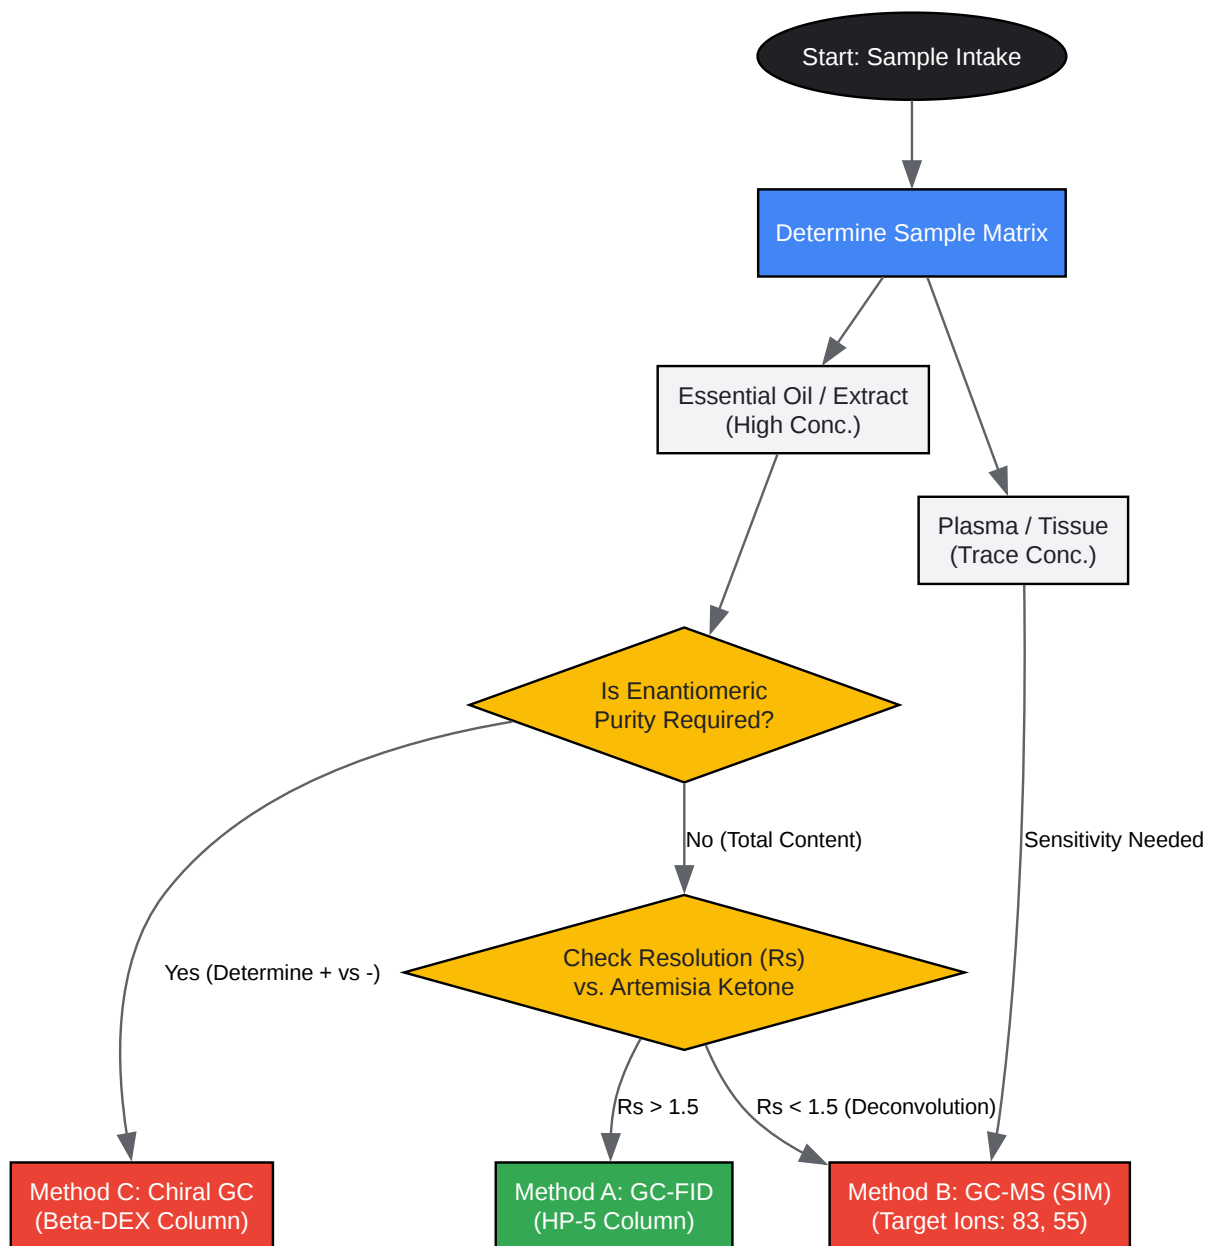 Start: Sample Intake
Determine Sample Matrix
Essential Oil / Extract
(High Conc.)
Plasma / Tissue
(Trace Conc.)
Is Enantiomeric
Purity Required?
No (Total Content)
Sensitivity Needed
Yes (Determine + vs -)
Check Resolution (Rs)
vs. Artemisia Ketone
Rs > 1.5
Rs < 1.5 (Deconvolution)
Method C: Chiral GC
(Beta-DEX Column)
Method A: GC-FID
(HP-5 Column)
Method B: GC-MS (SIM)
(Target Ions: 83, 55)